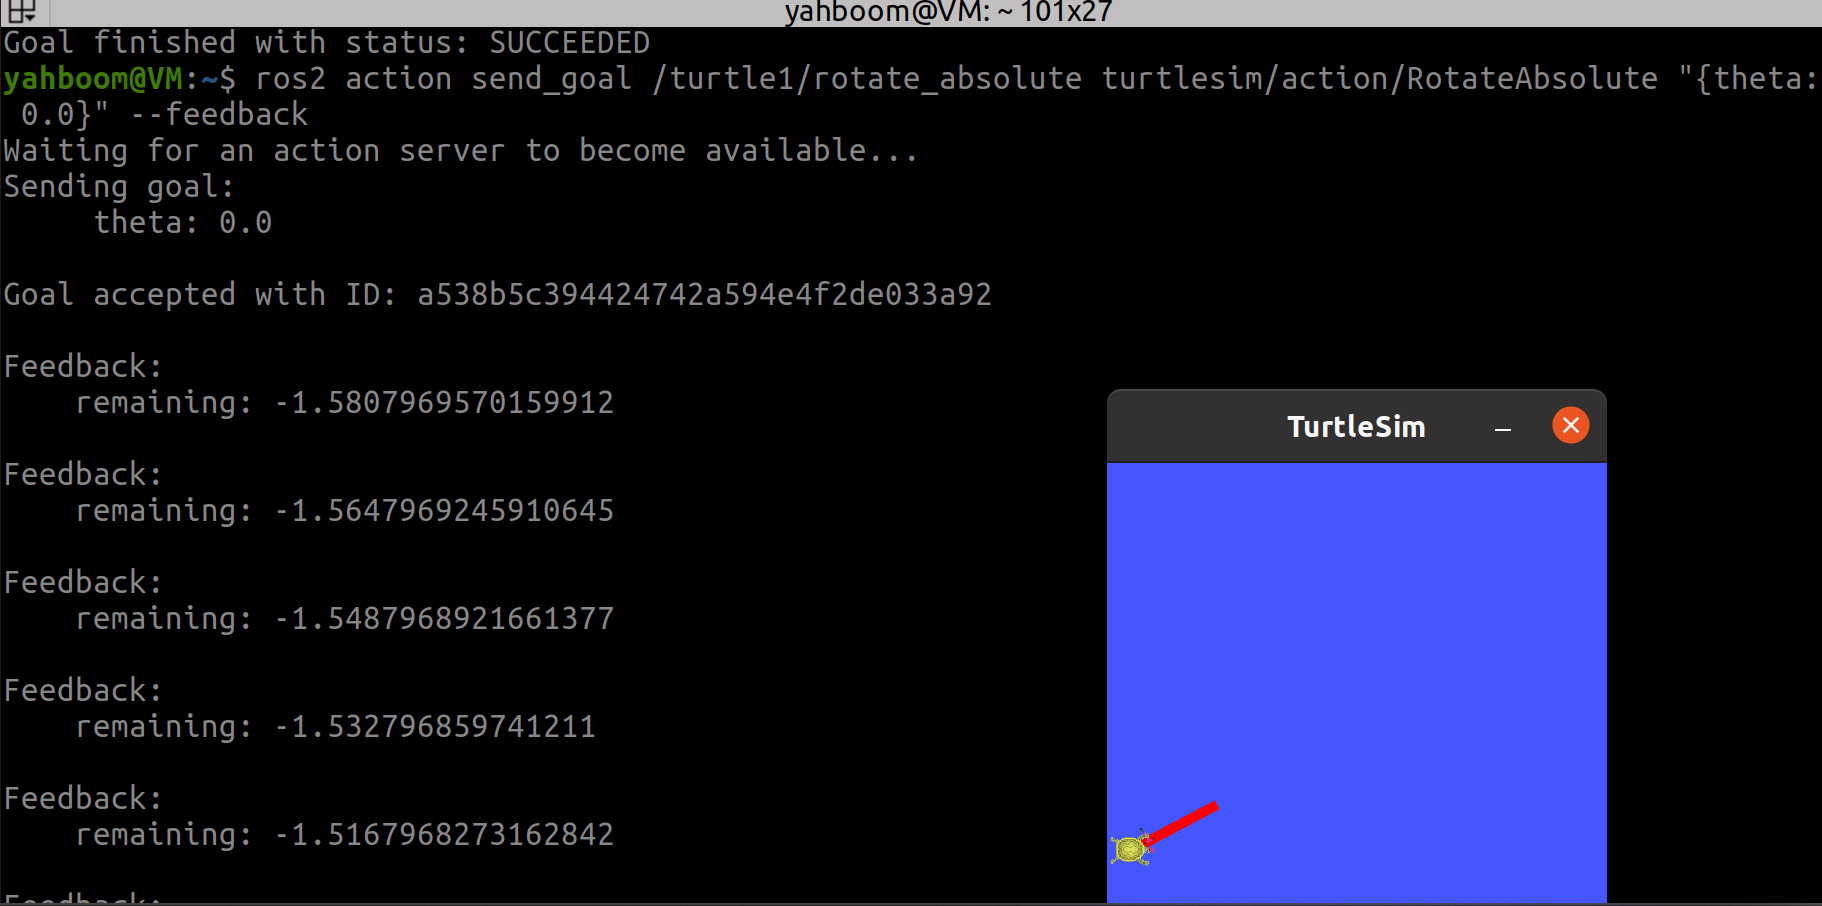 yahboom@VM: ~ 101x27
Goal finished with status: SUCCEEDED
yahboom@VM:~$ ros2 action send_goal /turtle1/rotate_absolute turtlesim/action/RotateAbsolute "{theta:
 0.0}" --feedback
Waiting for an action server to become available...
Sending goal:
     theta: 0.0
Goal accepted with ID: a538b5c394424742a594e4f2de033a92
Feedback:
    remaining: -1.5807969570159912
Feedback:
    remaining: -1.5647969245910645
Feedback:
    remaining: -1.5487968921661377
Feedback:
    remaining: -1.532796859741211
Feedback:
    remaining: -1.5167968273162842
Feedback:
TurtleSim